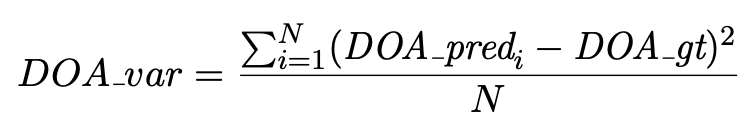 DOA_var = \frac{\sum_{i=1}^{N}(DOA\_pred_i - DOA\_gt)^2}{N}